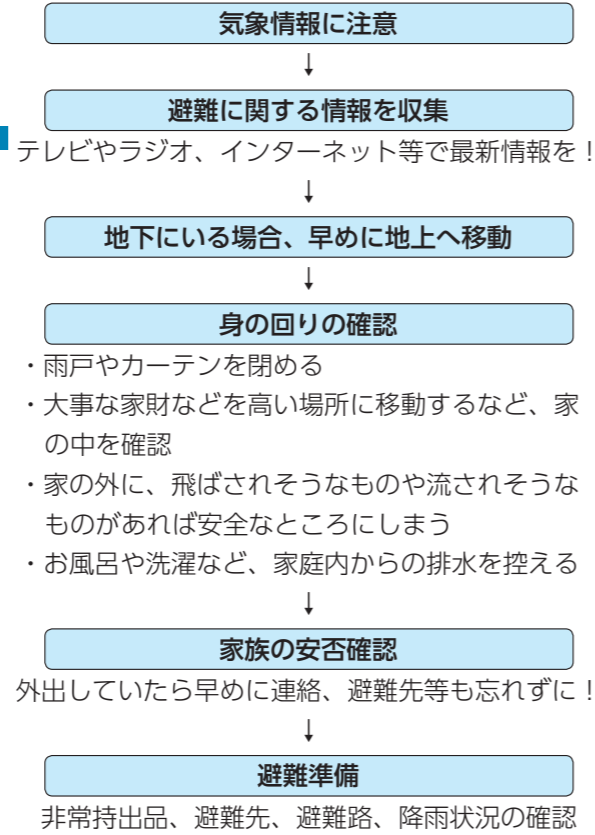 気象情報に注意
↓
避難に関する情報を収集
テレビやラジオ、インターネット等で最新情報を！
↓
地下にいる場合、早めに地上へ移動
↓
身の回りの確認
・雨戸やカーテンを閉める
・大事な家財などを高い場所に移動するなど、家
の中を確認
・家の外に、飛ばされそうなものや流されそうな
ものがあれば安全なところにしまう
・お風呂や洗濯など、家庭内からの排水を控える
↓
家族の安否確認
外出していたら早めに連絡、避難先等も忘れずに！
↓
避難準備
非常持出品、避難先、避難路、降雨状況の確認